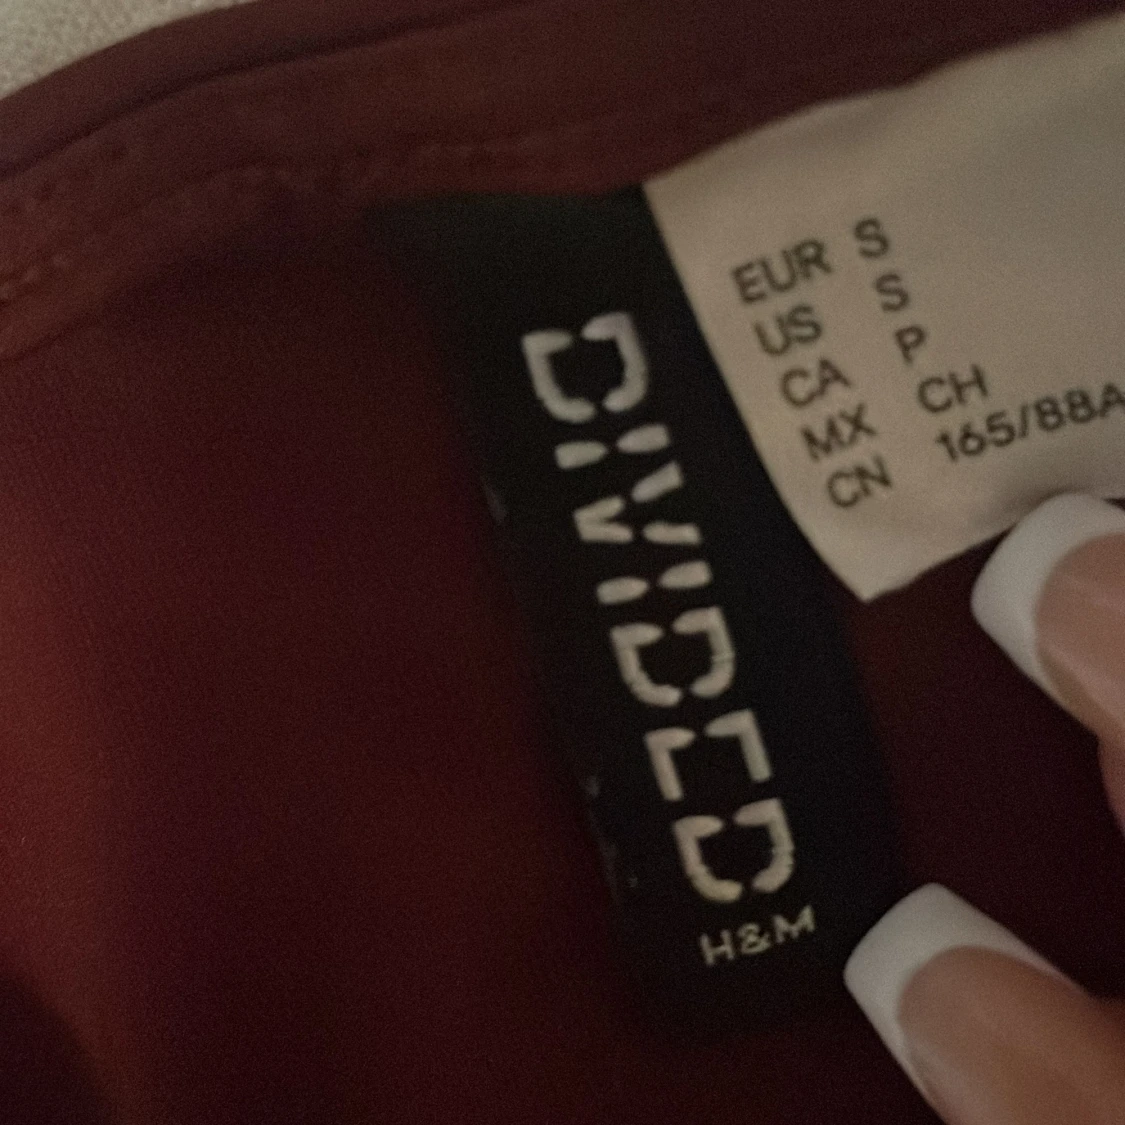 DIVIDED
H&M
EUR S
US S
CA P
MX CH
CN 165/88A